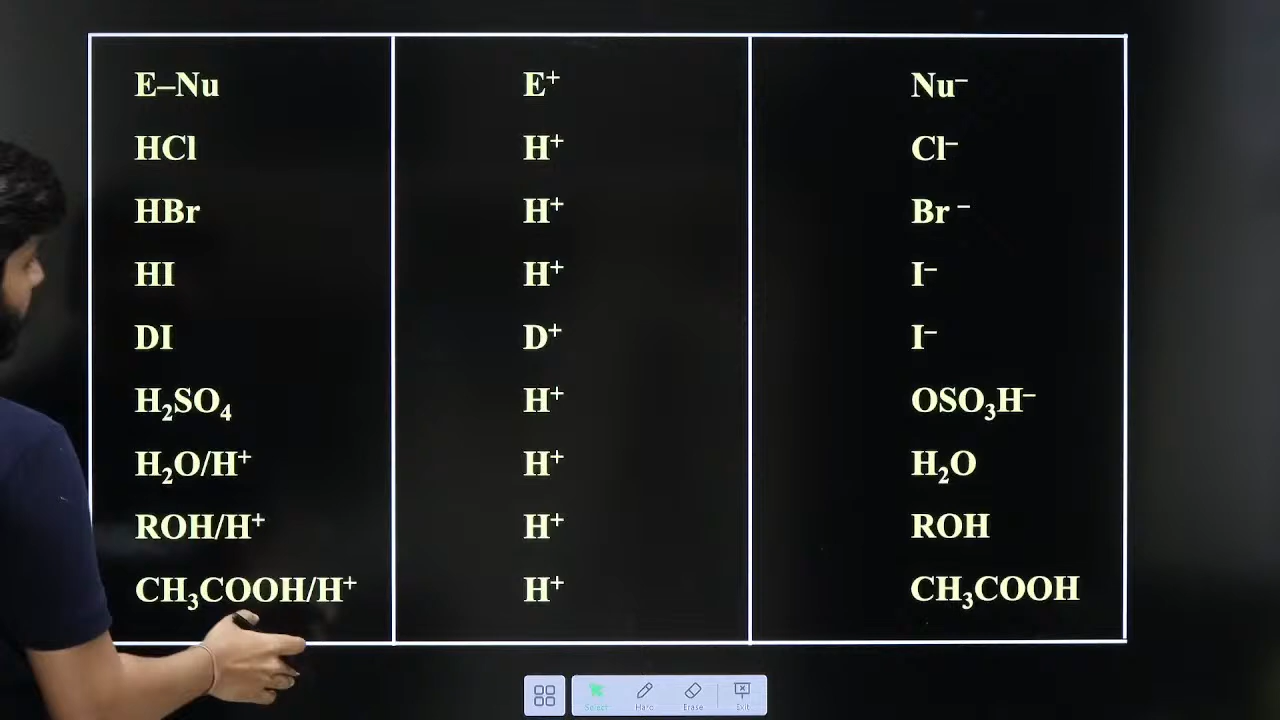 E–Nu E⁺ Nu⁻
HCl H⁺ Cl⁻
HBr H⁺ Br ⁻
HI H⁺ I⁻
DI D⁺ I⁻
H₂SO₄ H⁺ OSO₃H⁻
H₂O/H⁺ H⁺ H₂O
ROH/H⁺ H⁺ ROH
CH₃COOH/H⁺ H⁺ CH₃COOH
Select Erase Exit